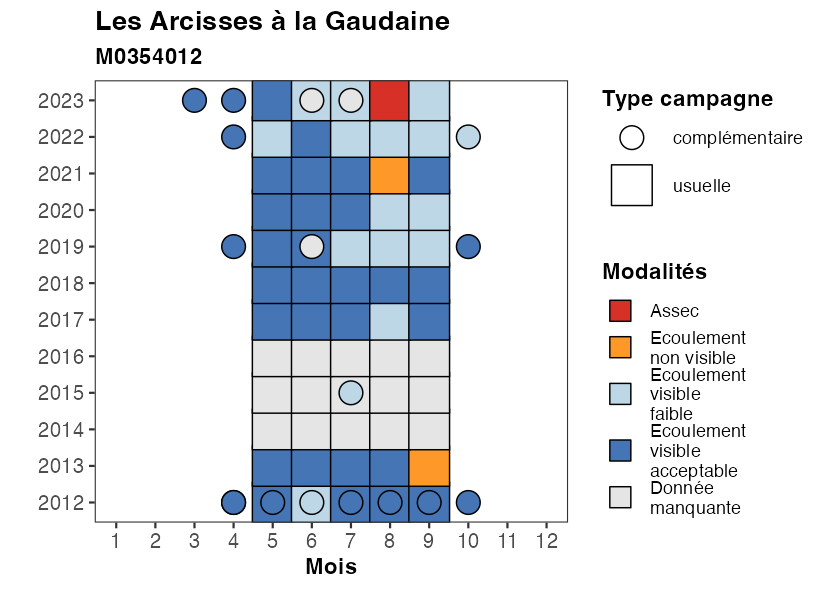 Les Arcisses à la Gaudaine
M0354012
2023
2022
2021
2020
2019
2018
2017
2016
2015
2014
2013
2012
1 2 3 4 5 6 7 8 9 10 11 12
Mois
Type campagne
complémentaire
usuelle
Modalités
Assec
Ecoulement
non visible
Ecoulement
visible
faible
Ecoulement
visible
acceptable
Donnée
manquante